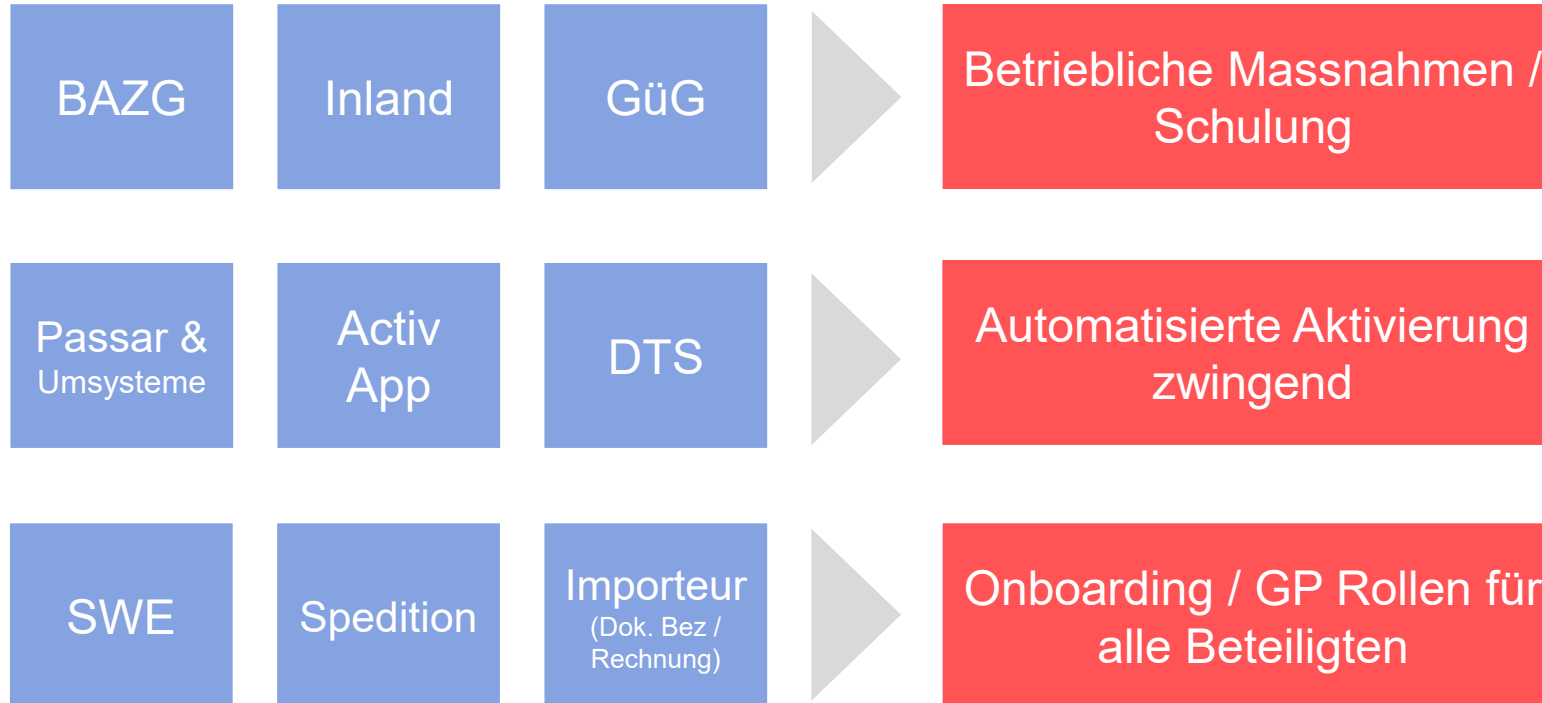 BAZG
Inland
GüG
Betriebliche Massnahmen /
Schulung
Passar &
Umsysteme
Activ
App
DTS
Automatisierte Aktivierung
zwingend
SWE
Spedition
Importeur
(Dok. Bez /
Rechnung)
Onboarding / GP Rollen für
alle Beteiligten